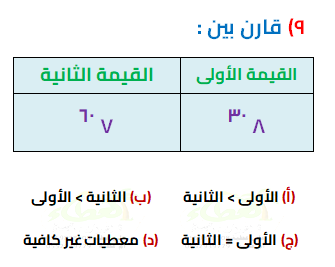 ٩) قارن بين :
القيمة الأولى القيمة الثانية
٨ ٣٠ ٧ ٦٠
(أ) الأولى > الثانية (ب) الثانية > الأولى
(ج) الأولى = الثانية (د) معطيات غير كافية